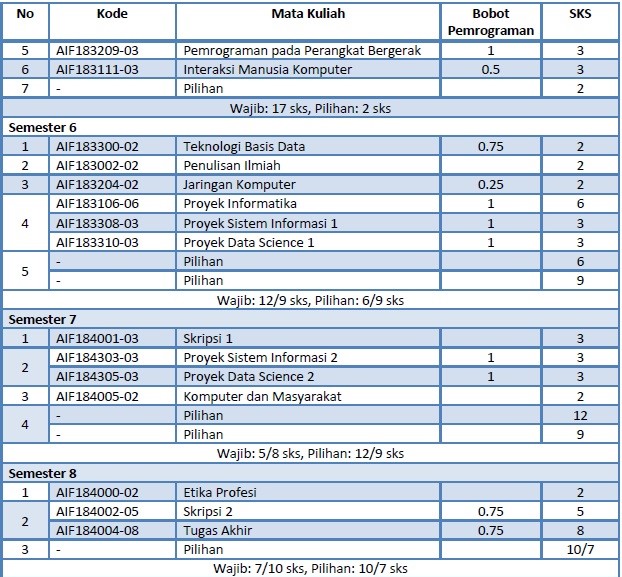 No Kode Mata Kuliah Bobot Pemrograman SKS
5 AIF183209-03 Pemrograman pada Perangkat Bergerak 1 3
6 AIF183111-03 Interaksi Manusia Komputer 0.5 3
7 - Pilihan 2
Wajib: 17 sks, Pilihan: 2 sks
Semester 6
1 AIF183300-02 Teknologi Basis Data 0.75 2
2 AIF183002-02 Penulisan Ilmiah 2
3 AIF183204-02 Jaringan Komputer 0.25 2
4 AIF183106-06 Proyek Informatika 1 6
AIF183308-03 Proyek Sistem Informasi 1 1 3
AIF183310-03 Proyek Data Science 1 1 3
5 - Pilihan 6
- Pilihan 9
Wajib: 12/9 sks, Pilihan: 6/9 sks
Semester 7
1 AIF184001-03 Skripsi 1 3
2 AIF184303-03 Proyek Sistem Informasi 2 1 3
AIF184305-03 Proyek Data Science 2 1 3
3 AIF184005-02 Komputer dan Masyarakat 2
4 - Pilihan 12
- Pilihan 9
Wajib: 5/8 sks, Pilihan: 12/9 sks
Semester 8
1 AIF184000-02 Etika Profesi 2
2 AIF184002-05 Skripsi 2 0.75 5
AIF184004-08 Tugas Akhir 0.75 8
3 - Pilihan 10/7
Wajib: 7/10 sks, Pilihan: 10/7 sks